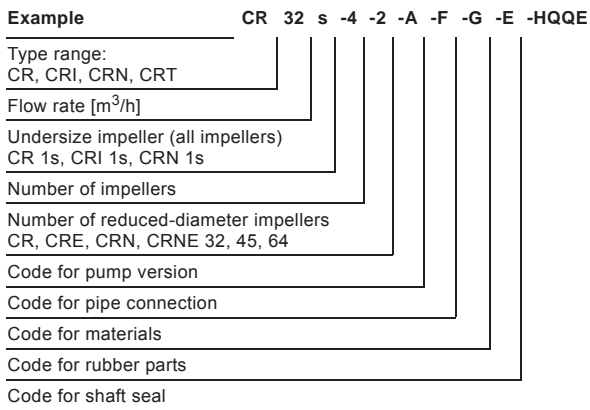 Example CR 32 s -4 -2 -A -F -G -E -HQQE
Type range:
CR, CRI, CRN, CRT
Flow rate [m³/h]
Undersize impeller (all impellers)
CR 1s, CRI 1s, CRN 1s
Number of impellers
Number of reduced-diameter impellers
CR, CRE, CRN, CRNE 32, 45, 64
Code for pump version
Code for pipe connection
Code for materials
Code for rubber parts
Code for shaft seal